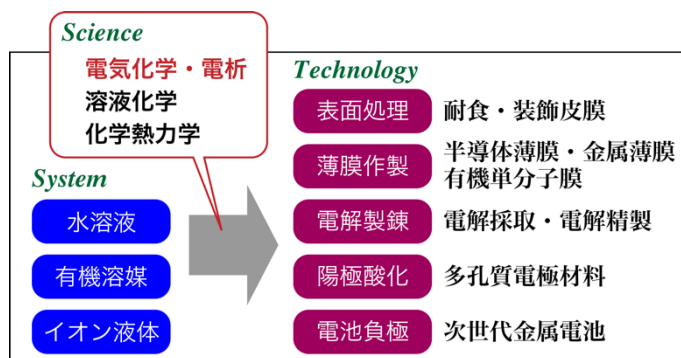 Science
電気化学・電析
溶液化学
化学熱力学
System
水溶液
有機溶媒
イオン液体
Technology
表面処理 耐食・装飾皮膜
薄膜作製 半導体薄膜・金属薄膜
有機単分子膜
電解製錬 電解採取・電解精製
陽極酸化 多孔質電極材料
電池負極 次世代金属電池